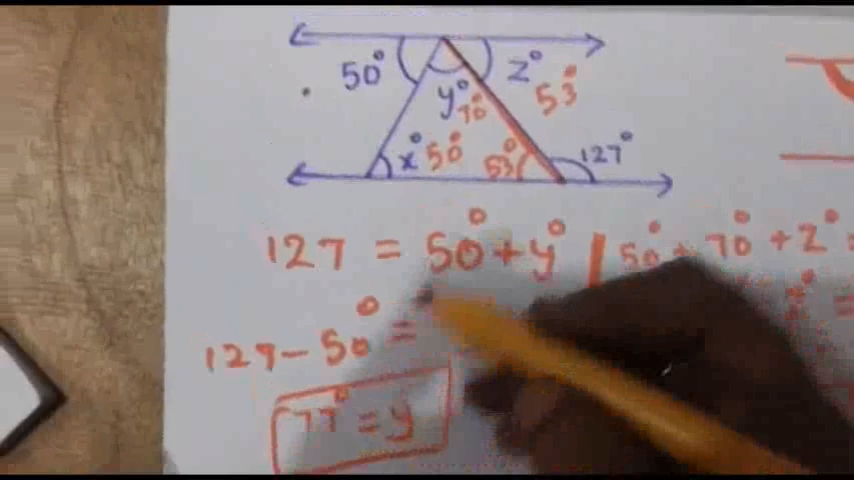 50° y° 70° z° 53°
x° 50° 53° 127°
127 = 50° + y° | 50° + 70° + z° =
127 - 50° =
77° = y